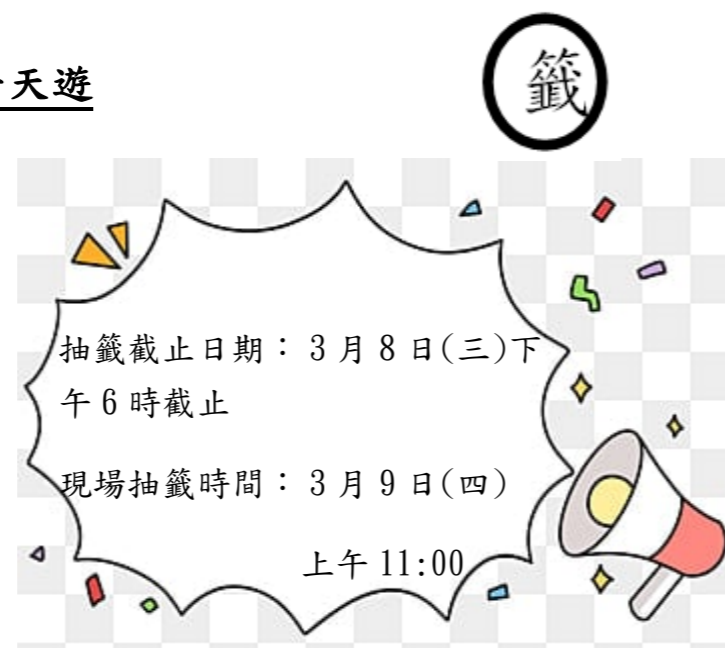 天遊
籤
抽籤截止日期：3月8日(三)下
午6時截止
現場抽籤時間：3月9日(四)
上午11:00